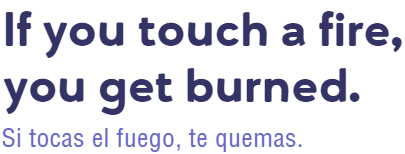 If you touch a fire,
you get burned.
Si tocas el fuego, te quemas.